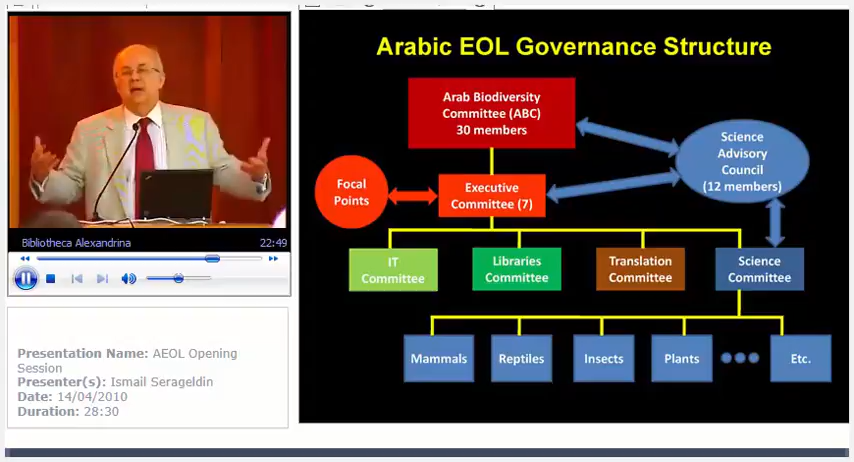 Arabic EOL Governance Structure
Arab Biodiversity
Committee (ABC)
30 members
Science
Advisory
Council
(12 members)
Focal
Points
Executive
Committee (7)
IT
Committee
Libraries
Committee
Translation
Committee
Science
Committee
Mammals
Reptiles
Insects
Plants
Etc.
Bibliotheca Alexandrina
22:49
Presentation Name: AEOL Opening
Session
Presenter(s): Ismail Serageldin
Date: 14/04/2010
Duration: 28:30